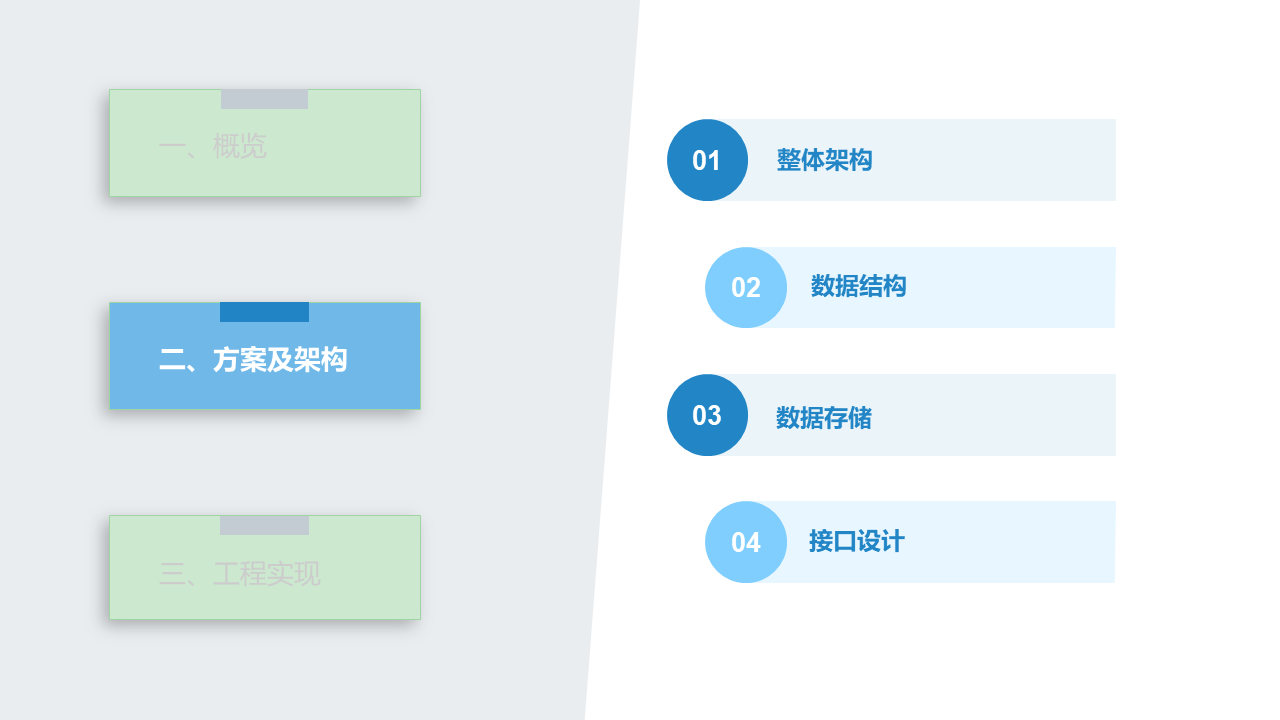 一、概览
二、方案及架构
三、工程实现
01 整体架构
02 数据结构
03 数据存储
04 接口设计